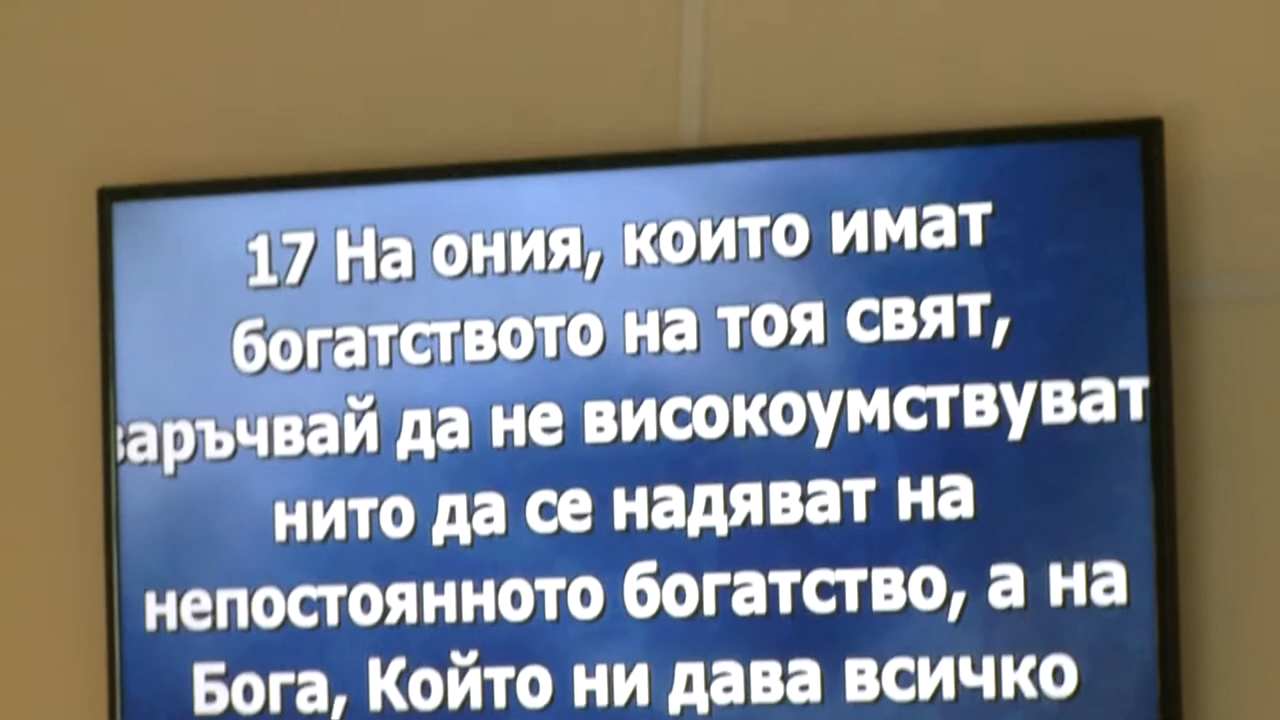 17 На ония, които имат
богатството на тоя свят,
заръчвай да не високоумствуват
нито да се надяват на
непостоянното богатство, а на
Бога, Който ни дава всичко